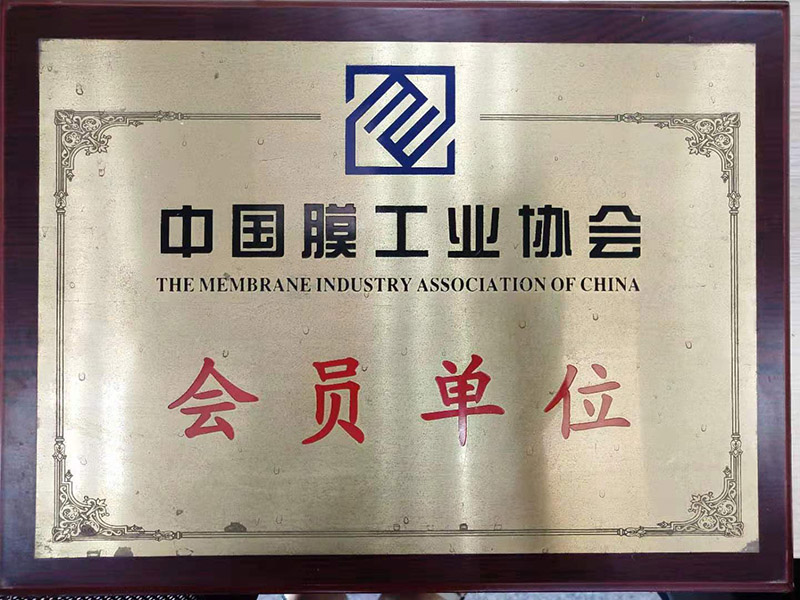 中国膜工业协会
THE MEMBRANE INDUSTRY ASSOCIATION OF CHINA
会员单位